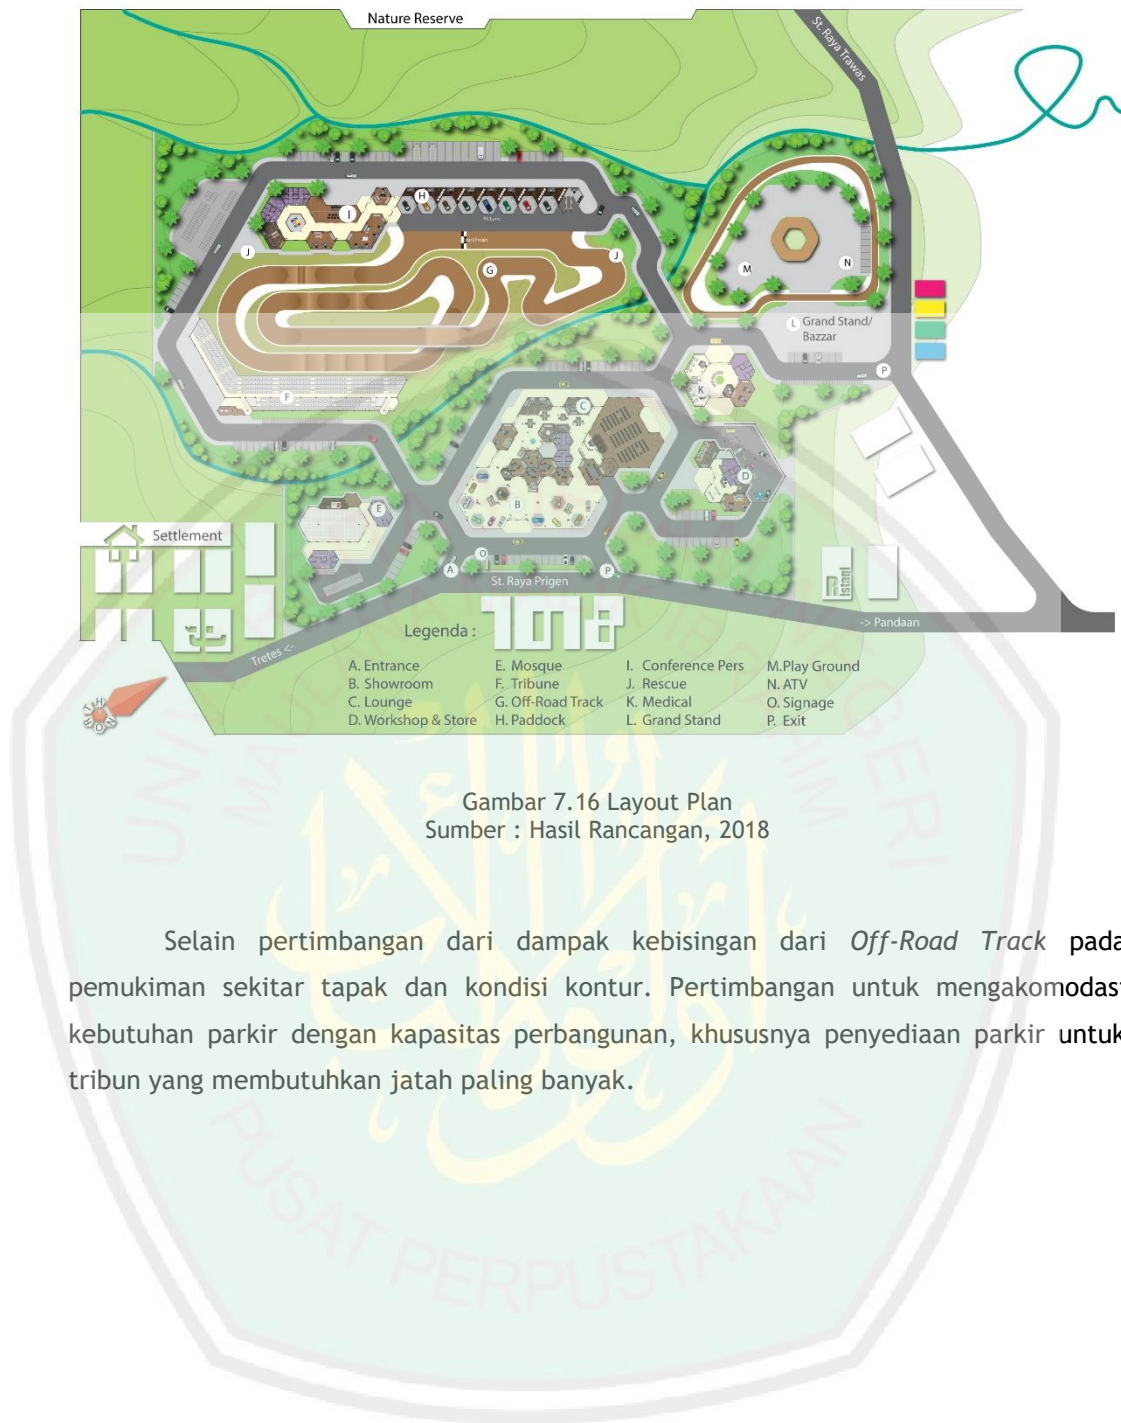 Nature Reserve
St. Raya Trawas
I
H
Pit Lane
J
J
G
M
N
L Grand Stand/
Bazzar
P
K
F
C
D
B
E
Settlement
A
O
P
St. Raya Prigen
-> Pandaan
Tretes <-
Legenda :
A. Entrance
B. Showroom
C. Lounge
D. Workshop & Store
E. Mosque
F. Tribune
G. Off-Road Track
H. Paddock
I. Conference Pers
J. Rescue
K. Medical
L. Grand Stand
M.Play Ground
N. ATV
O. Signage
P. Exit
Gambar 7.16 Layout Plan
Sumber : Hasil Rancangan, 2018
Selain pertimbangan dari dampak kebisingan dari Off-Road Track pada
pemukiman sekitar tapak dan kondisi kontur. Pertimbangan untuk mengakomodasi
kebutuhan parkir dengan kapasitas perbangunan, khususnya penyediaan parkir untuk
tribun yang membutuhkan jatah paling banyak.
PUSAT PERPUSTAKAAN